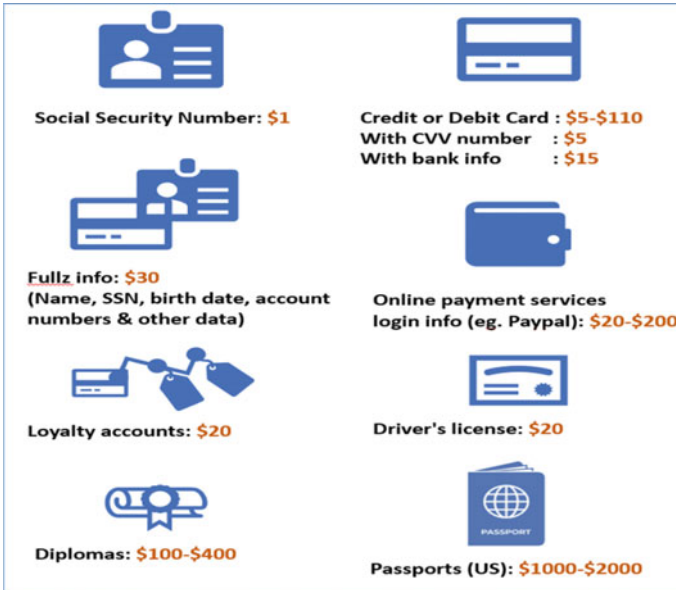 Social Security Number: $1
Credit or Debit Card : $5-$110
With CVV number : $5
With bank info : $15
Fullz info: $30
(Name, SSN, birth date, account
numbers & other data)
Online payment services
login info (eg. Paypal): $20-$200
Loyalty accounts: $20
Driver's license: $20
Diplomas: $100-$400
PASSPORT
Passports (US): $1000-$2000